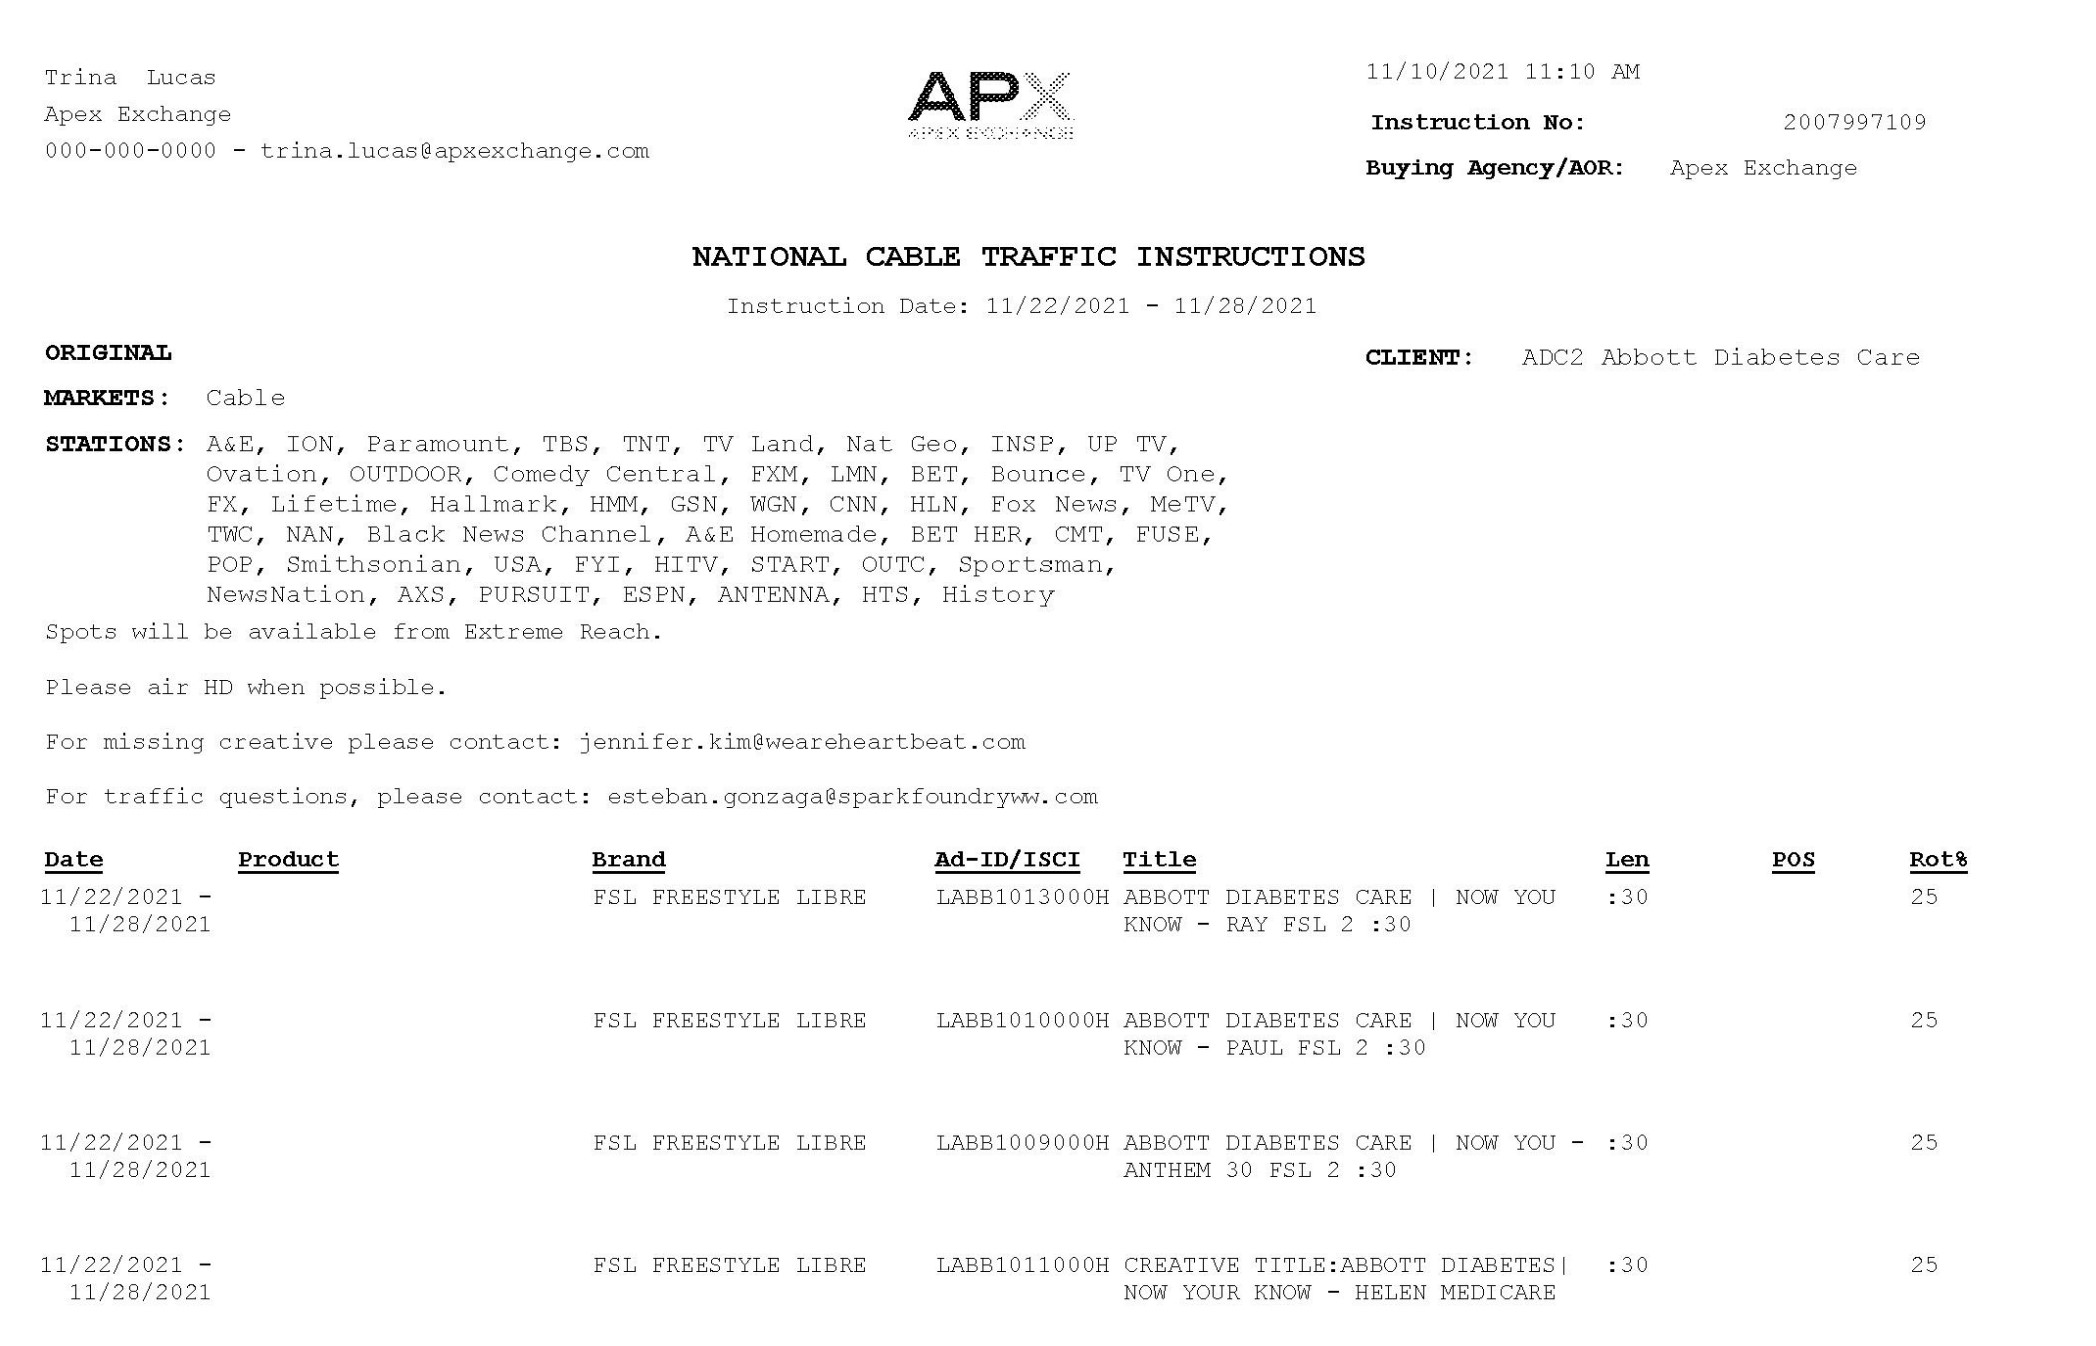 Trina Lucas
Apex Exchange
000-000-0000 - trina.lucas@apxexchange.com
APX
APEX EXCHANGE
11/10/2021 11:10 AM
Instruction No: 2007997109
Buying Agency/AOR: Apex Exchange
NATIONAL CABLE TRAFFIC INSTRUCTIONS
Instruction Date: 11/22/2021 - 11/28/2021
ORIGINAL
CLIENT: ADC2 Abbott Diabetes Care
MARKETS: Cable
STATIONS: A&E, ION, Paramount, TBS, TNT, TV Land, Nat Geo, INSP, UP TV,
Ovation, OUTDOOR, Comedy Central, FXM, LMN, BET, Bounce, TV One,
FX, Lifetime, Hallmark, HMM, GSN, WGN, CNN, HLN, Fox News, MeTV,
TWC, NAN, Black News Channel, A&E Homemade, BET HER, CMT, FUSE,
POP, Smithsonian, USA, FYI, HITV, START, OUTC, Sportsman,
NewsNation, AXS, PURSUIT, ESPN, ANTENNA, HTS, History
Spots will be available from Extreme Reach.
Please air HD when possible.
For missing creative please contact: jennifer.kim@weareheartbeat.com
For traffic questions, please contact: esteban.gonzaga@sparkfoundryww.com
Date Product Brand Ad-ID/ISCI Title Len POS Rot%
11/22/2021 - FSL FREESTYLE LIBRE LABB1013000H ABBOTT DIABETES CARE | NOW YOU :30 25
11/28/2021 KNOW - RAY FSL 2 :30
11/22/2021 - FSL FREESTYLE LIBRE LABB1010000H ABBOTT DIABETES CARE | NOW YOU :30 25
11/28/2021 KNOW - PAUL FSL 2 :30
11/22/2021 - FSL FREESTYLE LIBRE LABB1009000H ABBOTT DIABETES CARE | NOW YOU - :30 25
11/28/2021 ANTHEM 30 FSL 2 :30
11/22/2021 - FSL FREESTYLE LIBRE LABB1011000H CREATIVE TITLE:ABBOTT DIABETES| :30 25
11/28/2021 NOW YOUR KNOW - HELEN MEDICARE